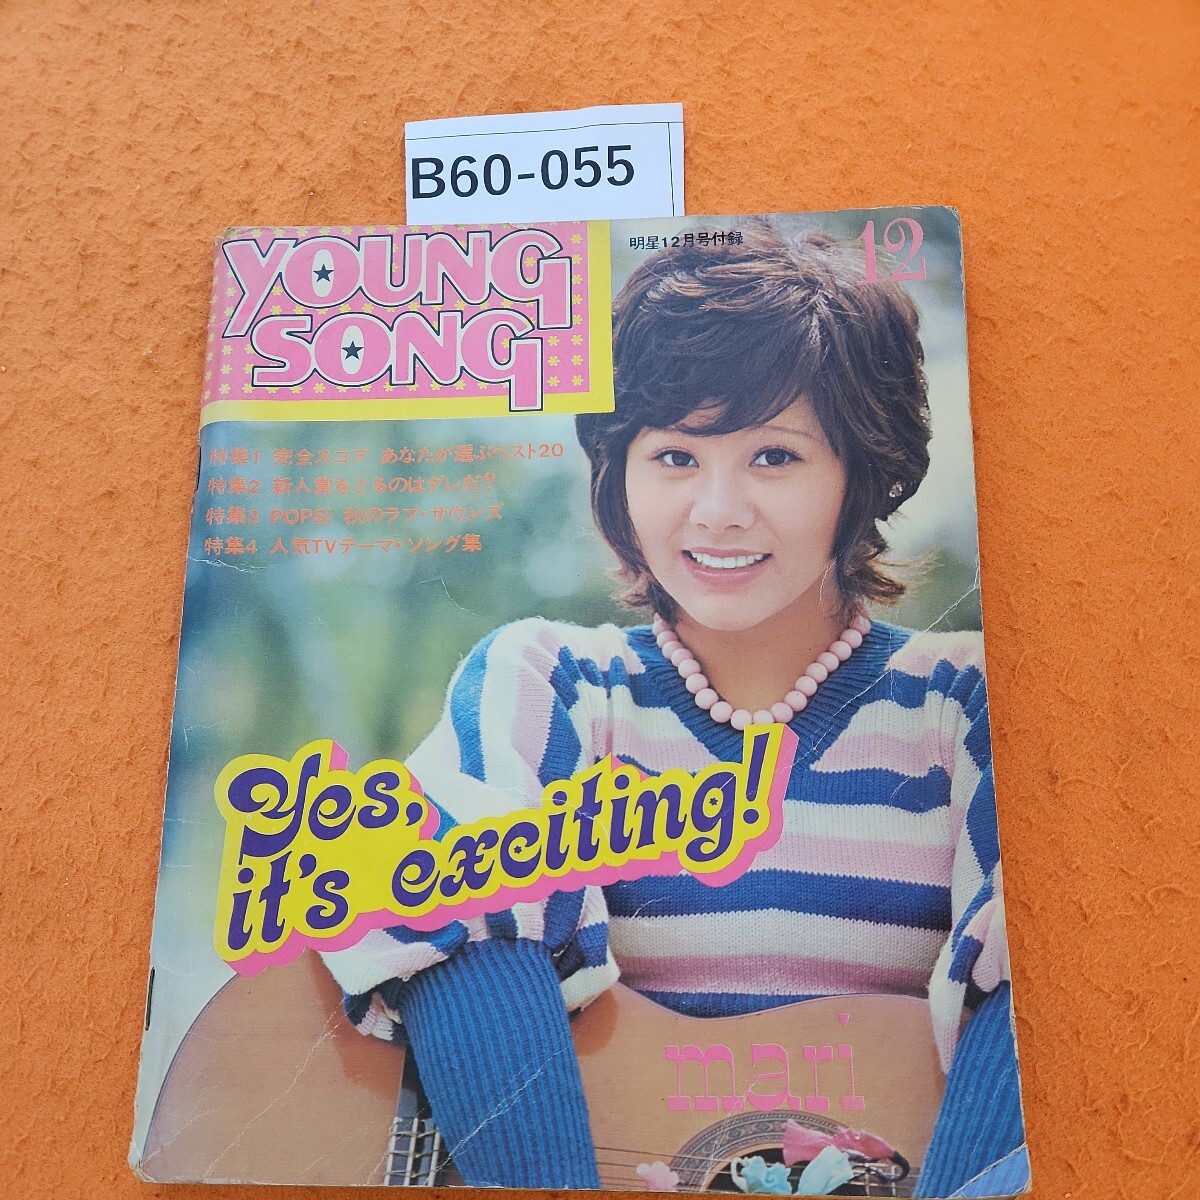 B60-055
明星12月号付録
12
YOUNG
SONG
特集1 完全スコア あなたが選ぶベスト20
特集2 新人賞をとるのはダレだ?
特集3 POPS! 秋のラブ・サウンズ
特集4 人気TVテーマ・ソング集
Yes,
it's exciting!
mari